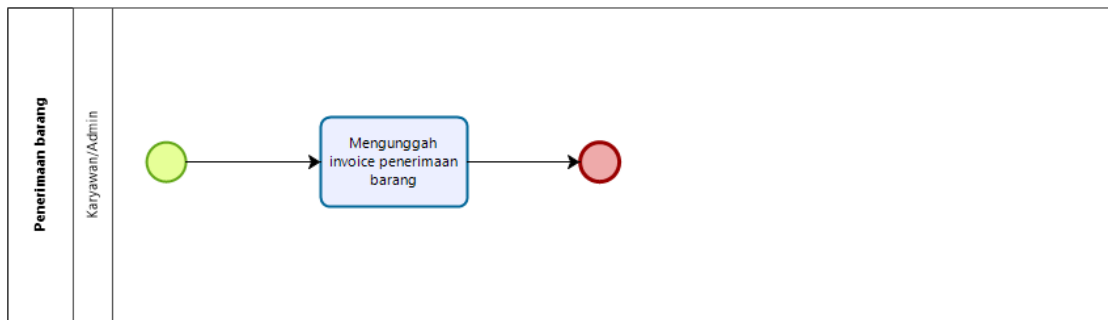 Penerimaan barang
Karyawan/Admin
Mengunggah
invoice penerimaan
barang